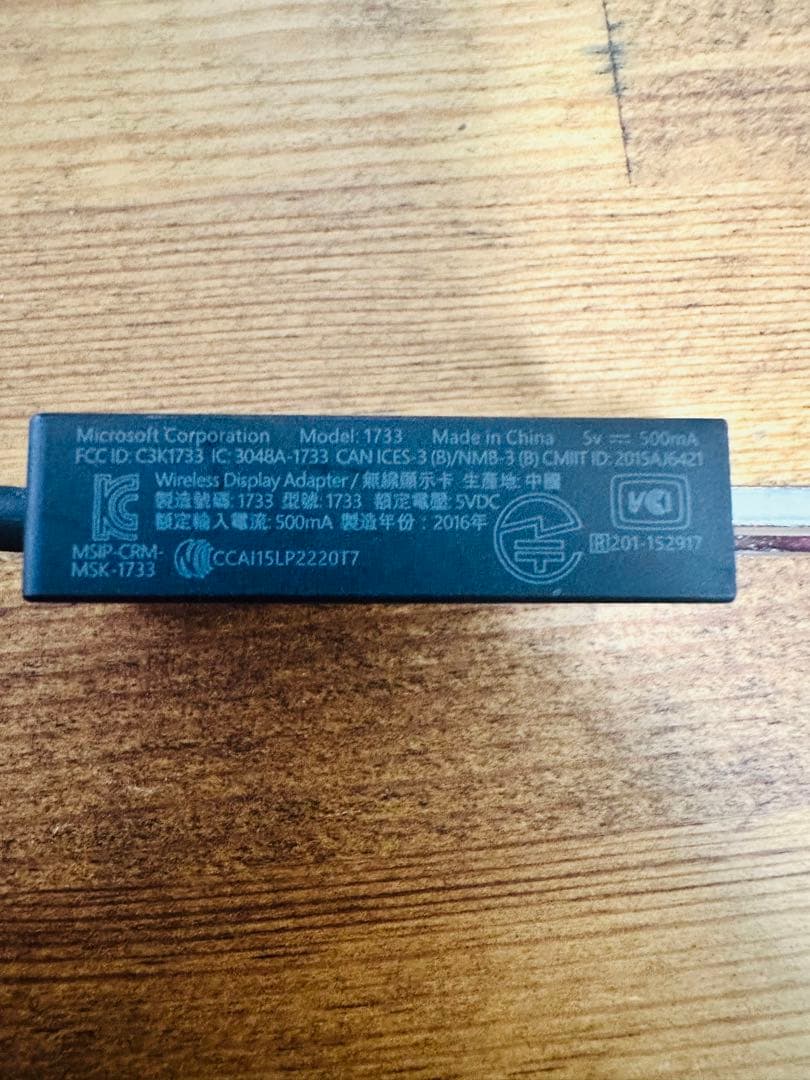 Microsoft Corporation Model: 1733 Made in China 5v ⎓ 500mA
FCC ID: C3K1733 IC: 3048A-1733 CAN ICES-3 (B)/NMB-3 (B) CMIIT ID: 2015AJ6421
Wireless Display Adapter / 無線顯示卡 生產地: 中國
製造號碼: 1733 型號: 1733 額定電壓: 5VDC
額定輸入電流: 500mA 製造年份: 2016年
MSIP-CRM-
MSK-1733
CCAI15LP2220T7
VCI
R 201-152917